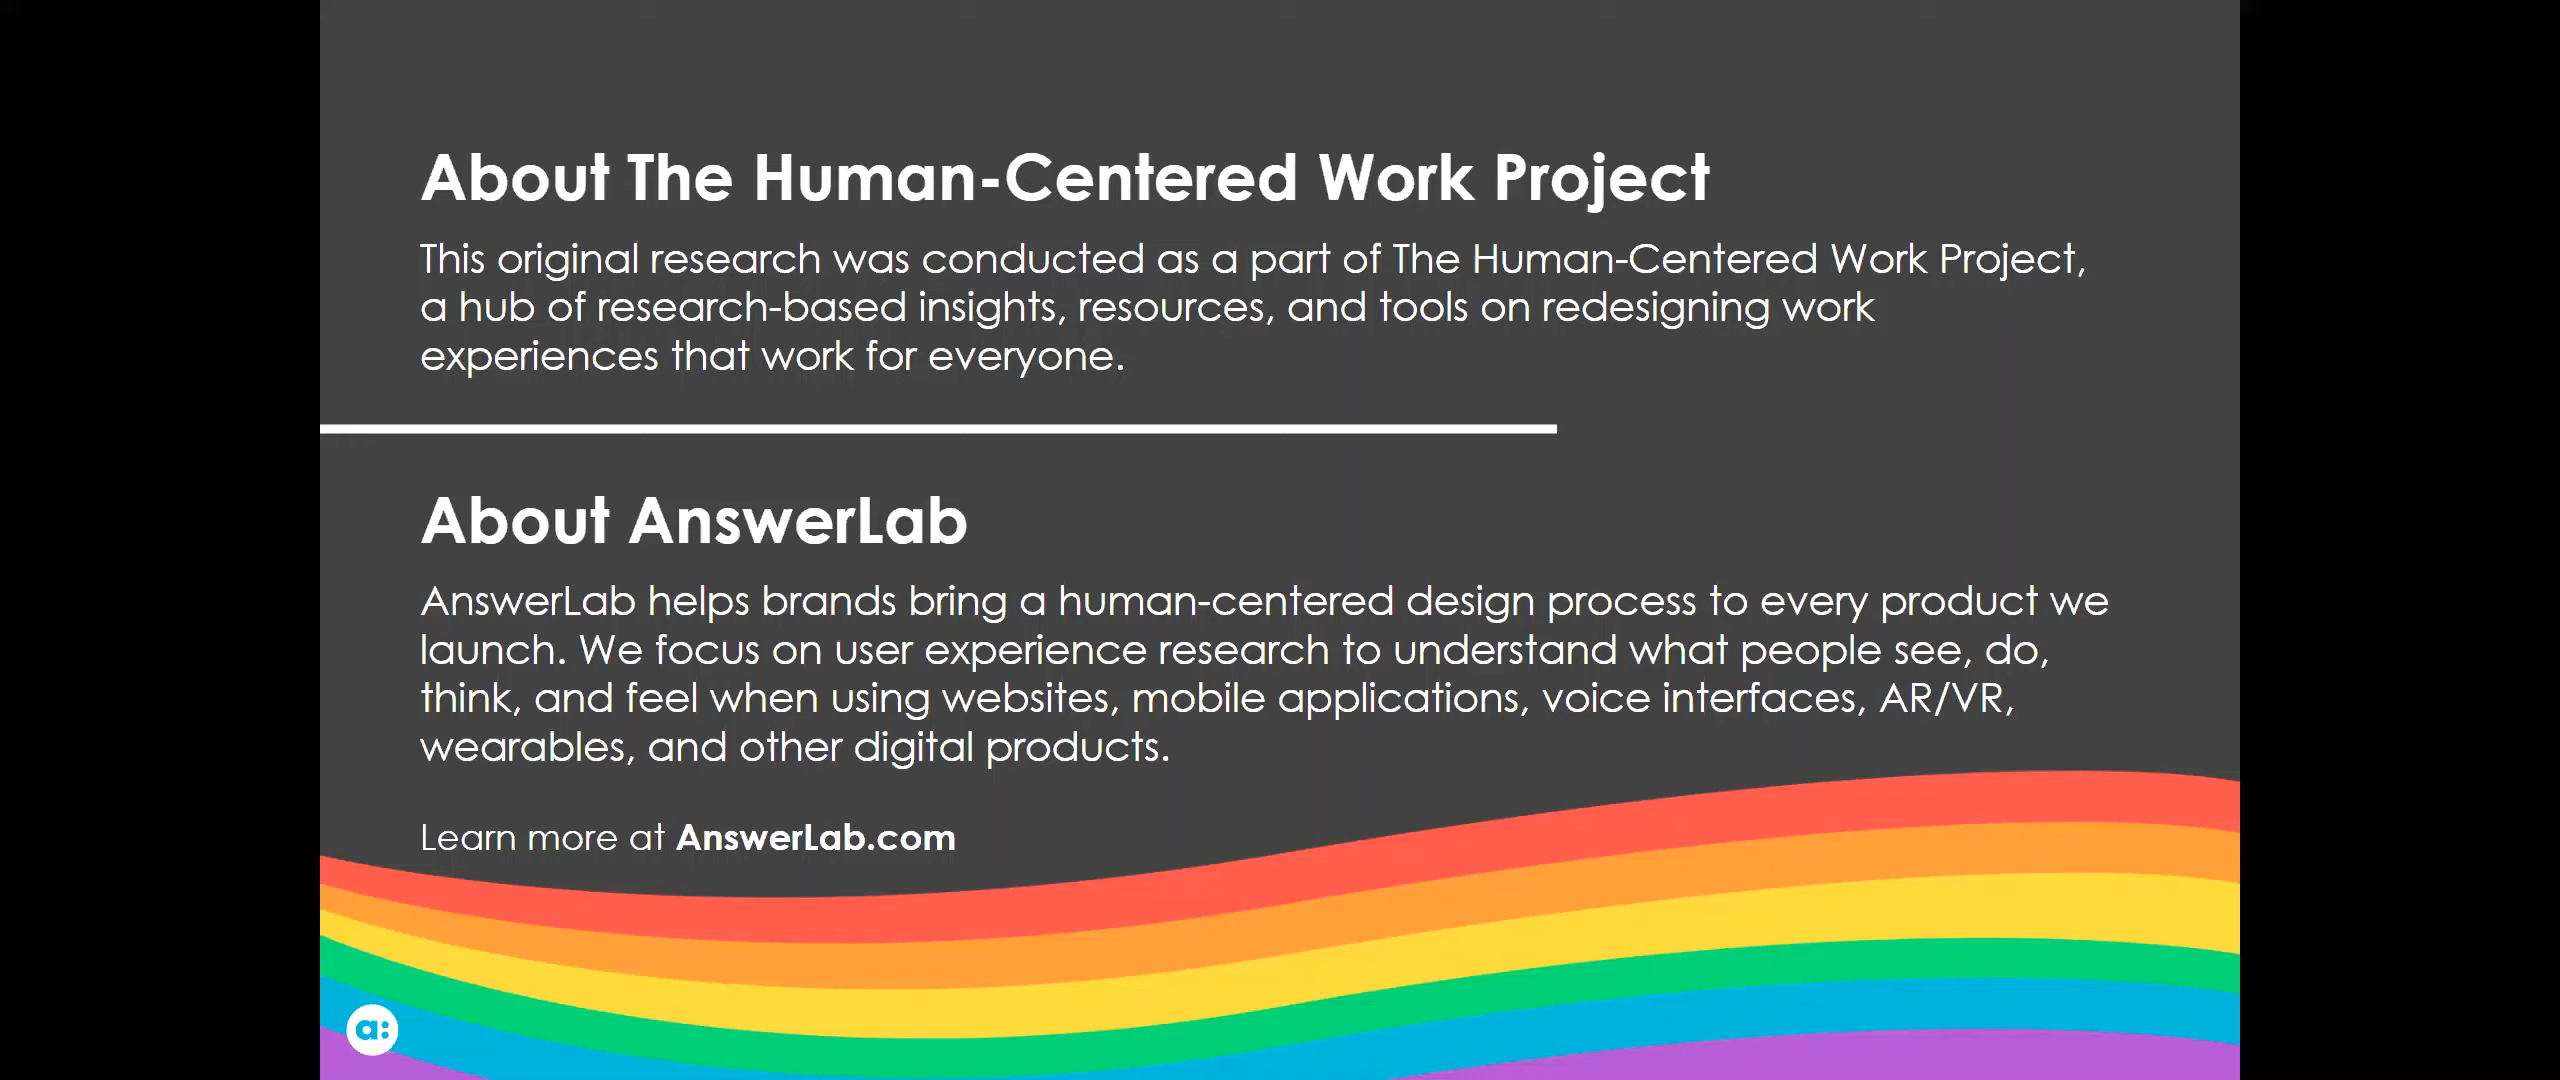 About The Human-Centered Work Project
This original research was conducted as a part of The Human-Centered Work Project,
a hub of research-based insights, resources, and tools on redesigning work
experiences that work for everyone.
About AnswerLab
AnswerLab helps brands bring a human-centered design process to every product we
launch. We focus on user experience research to understand what people see, do,
think, and feel when using websites, mobile applications, voice interfaces, AR/VR,
wearables, and other digital products.
Learn more at AnswerLab.com
a: